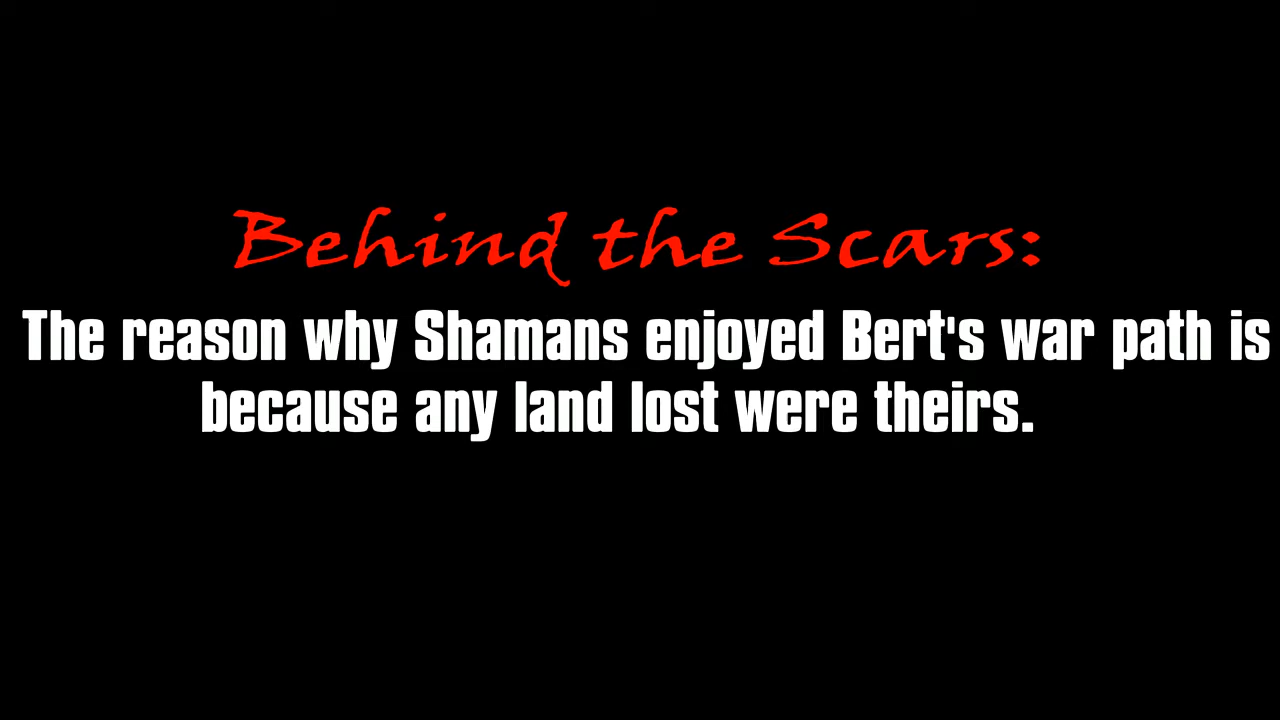 Behind the Scars:
The reason why Shamans enjoyed Bert's war path is
because any land lost were theirs.